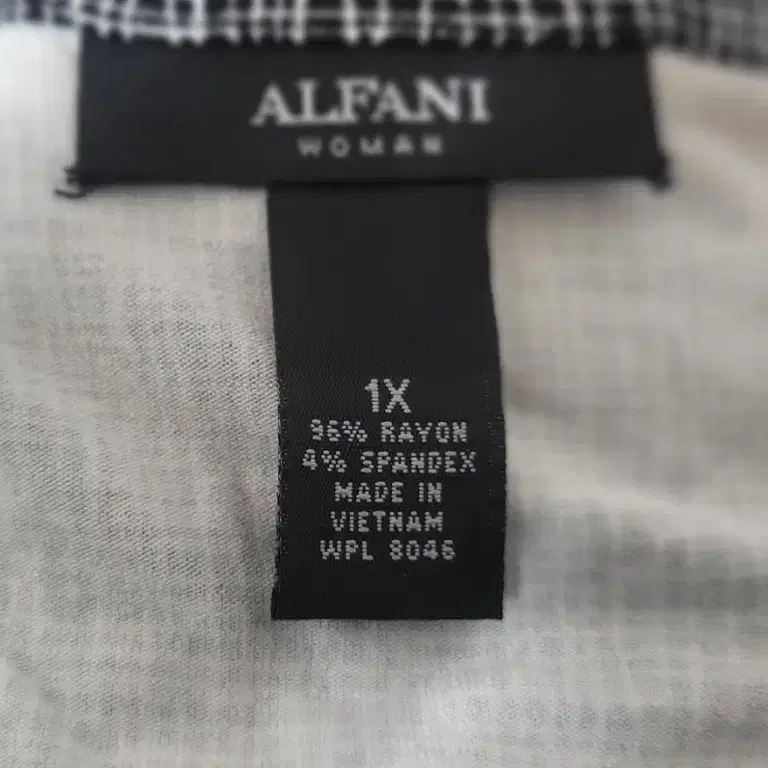 ALFANI
WOMAN
1X
96% RAYON
4% SPANDEX
MADE IN
VIETNAM
WPL 8046